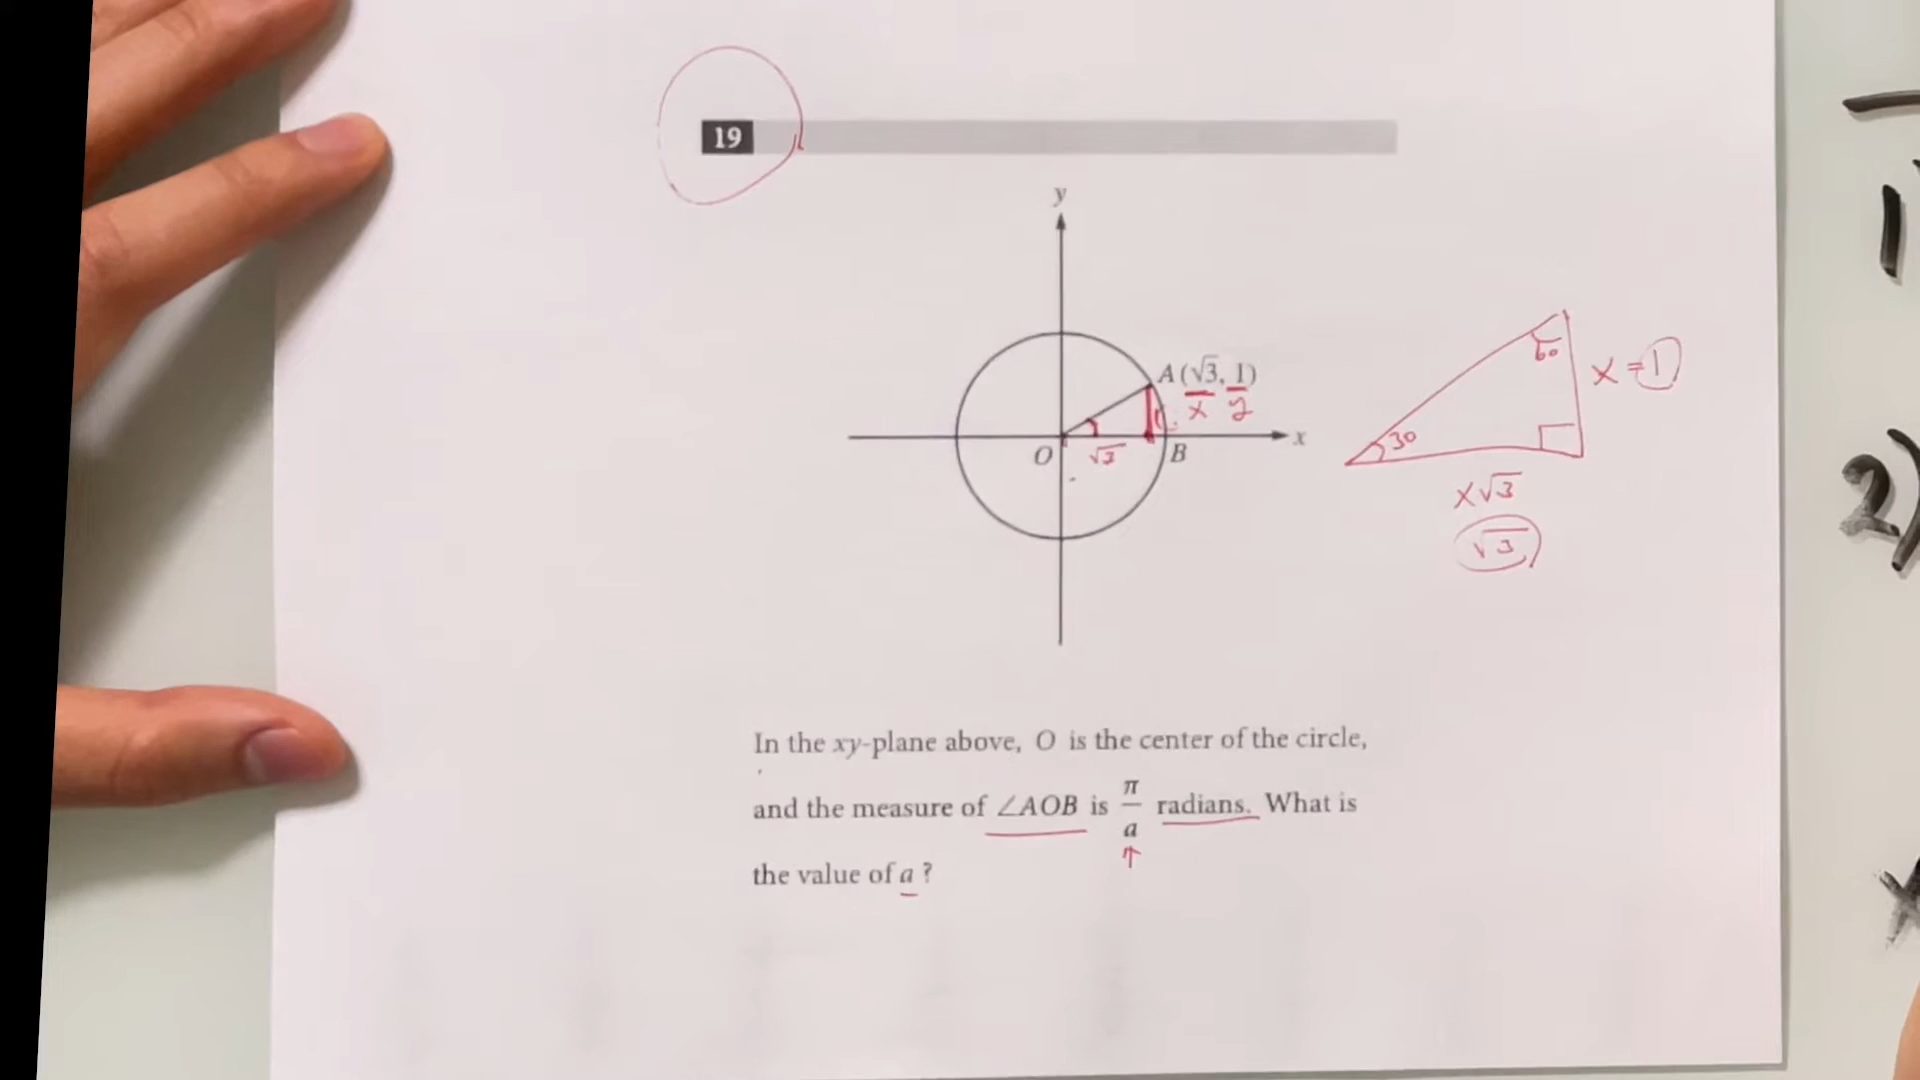 19
y
A (√3, 1)
x y
1
O √3 B x
30
60
x = 1
x√3
√3
1)
2)
In the xy-plane above, O is the center of the circle,
and the measure of ∠AOB is π/a radians. What is
the value of a ?